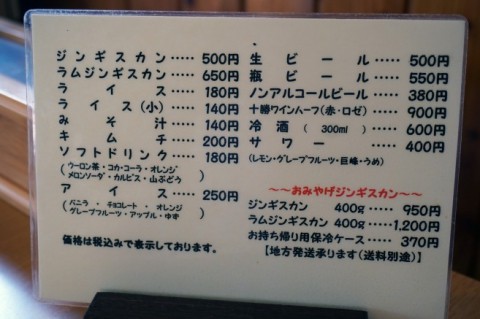 ジンギスカン‥‥‥500円
ラムジンギスカン‥‥‥650円
ライス‥‥‥180円
ライス(小)‥‥‥140円
みそ汁‥‥‥140円
キムチ‥‥‥200円
ソフトドリンク‥‥‥180円
(ウーロン茶・コカ・コーラ・オレンジ
メロンソーダ・カルピス・山ぶどう)
アイス‥‥‥250円
(バニラ・チョコレート・オレンジ
グレープフルーツ・アップル・ゆず)
価格は税込みで表示しております。
生ビール‥‥‥500円
瓶ビール‥‥‥550円
ノンアルコールビール‥‥‥380円
十勝ワインムーフ(赤・ロゼ)‥‥‥900円
冷酒(300ml)‥‥‥600円
サワー‥‥‥400円
(レモン・グレープフルーツ・巨峰・うめ)
~~おみやげジンギスカン~~
ジンギスカン 400g‥‥‥950円
ラムジンギスカン 400g‥‥‥1,200円
お持ち帰り用保冷ケース‥‥‥370円
【地方発送承ります(送料別途)】